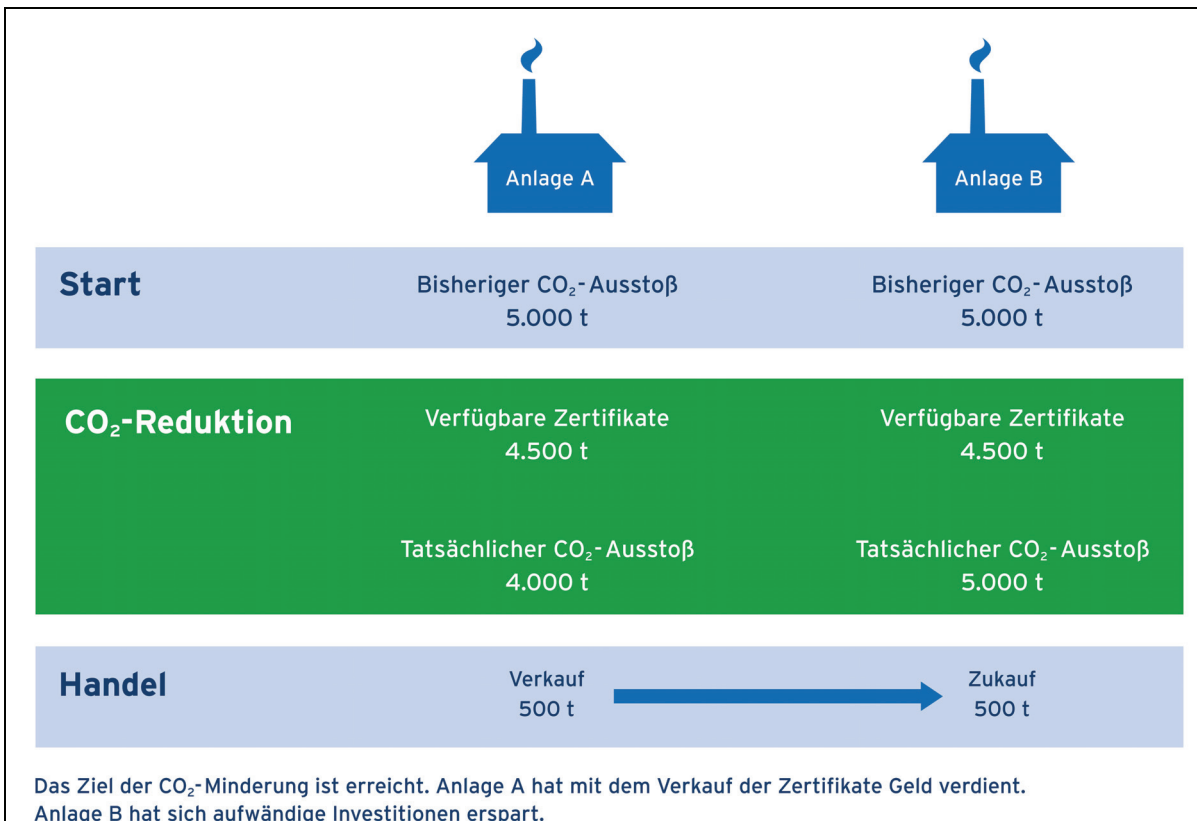 Anlage A
Anlage B
Start
Bisheriger CO₂-Ausstoß
5.000 t
Bisheriger CO₂-Ausstoß
5.000 t
CO₂-Reduktion
Verfügbare Zertifikate
4.500 t
Verfügbare Zertifikate
4.500 t
Tatsächlicher CO₂-Ausstoß
4.000 t
Tatsächlicher CO₂-Ausstoß
5.000 t
Handel
Verkauf
500 t
Zukauf
500 t
Das Ziel der CO₂-Minderung ist erreicht. Anlage A hat mit dem Verkauf der Zertifikate Geld verdient.
Anlage B hat sich aufwändige Investitionen erspart.